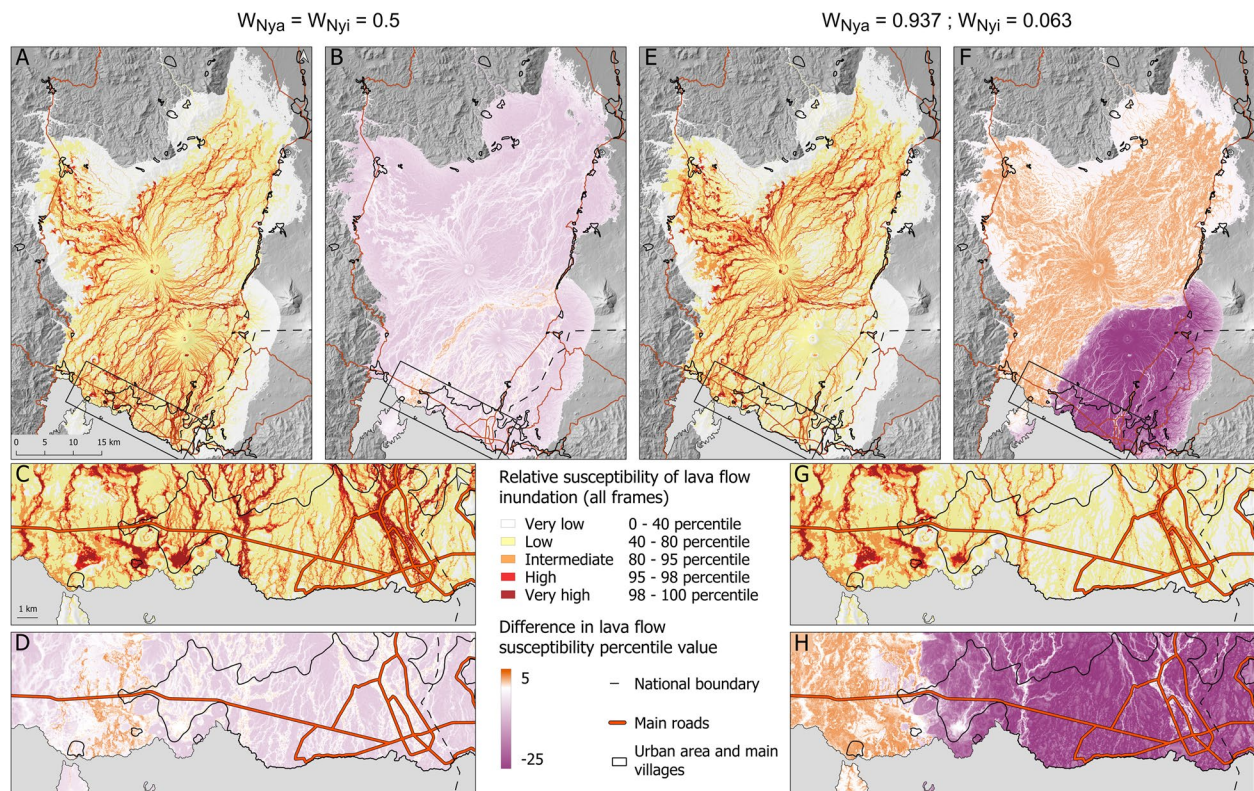 W_Nya = W_Nyi = 0.5
W_Nya = 0.937 ; W_Nyi = 0.063
A
B
E
F
0 5 10 15 km
C
1 km
Relative susceptibility of lava flow
inundation (all frames)
Very low 0 - 40 percentile
Low 40 - 80 percentile
Intermediate 80 - 95 percentile
High 95 - 98 percentile
Very high 98 - 100 percentile
G
D
Difference in lava flow
susceptibility percentile value
5
-25
National boundary
Main roads
Urban area and main
villages
H